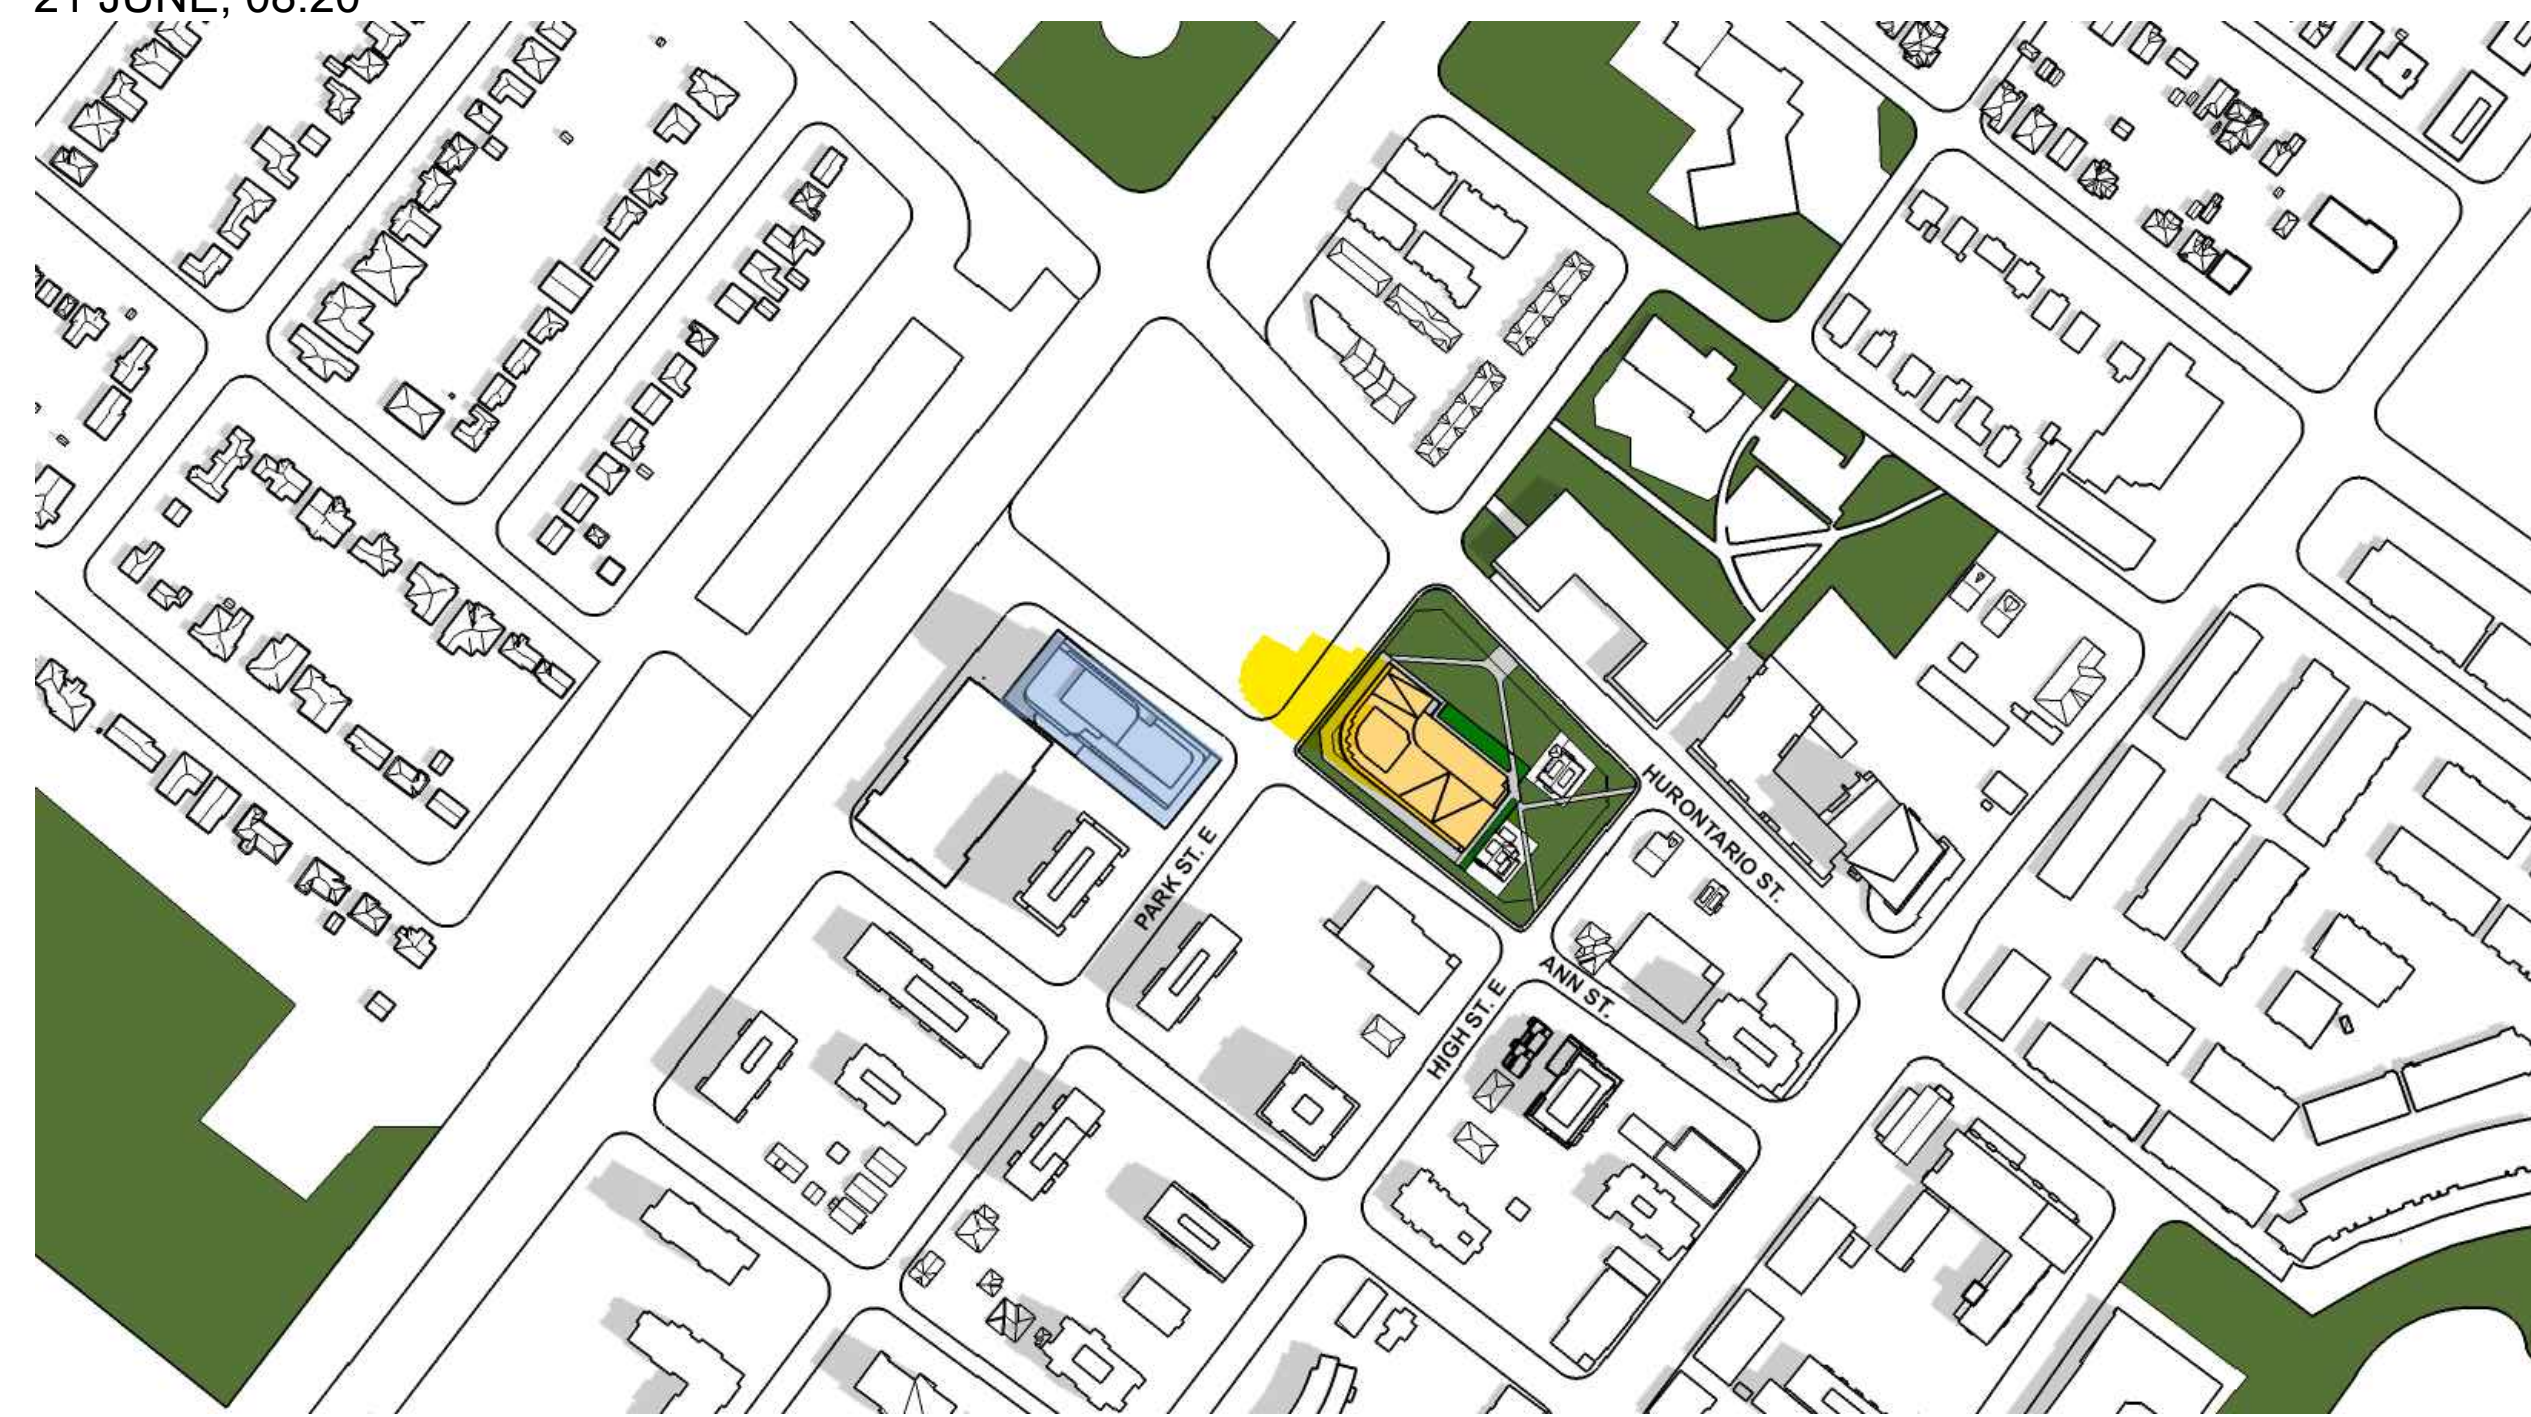 21 JUNE, 08:20
HURONTARIO ST.
PARK ST. E
ANN ST.
HIGH ST. E